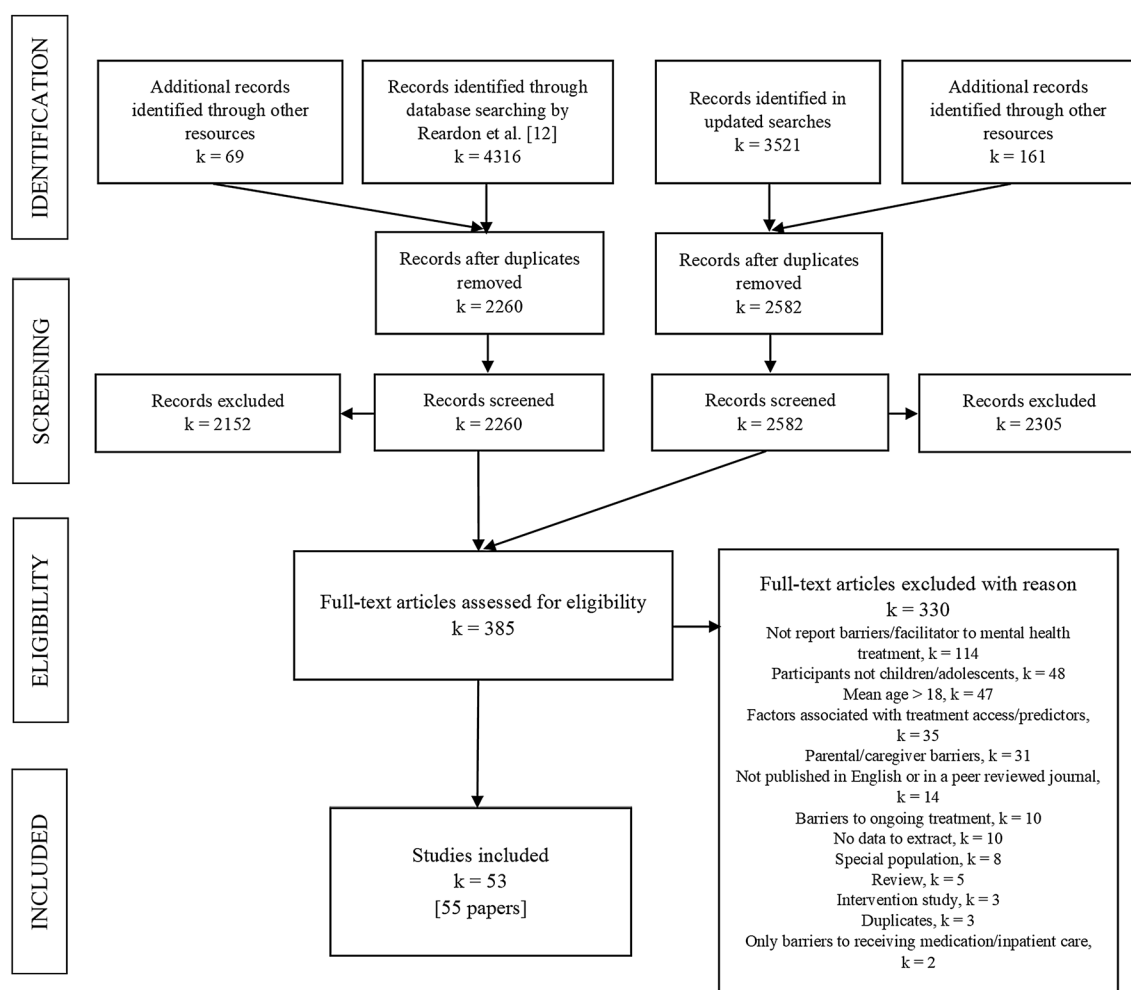 IDENTIFICATION
Additional records
identified through other
resources
k = 69
Records identified through
database searching by
Reardon et al. [12]
k = 4316
Records identified in
updated searches
k = 3521
Additional records
identified through other
resources
k = 161
Records after duplicates
removed
k = 2260
Records after duplicates
removed
k = 2582
SCREENING
Records excluded
k = 2152
Records screened
k = 2260
Records screened
k = 2582
Records excluded
k = 2305
ELIGIBILITY
Full-text articles assessed for eligibility
k = 385
Full-text articles excluded with reason
k = 330
Not report barriers/facilitator to mental health
treatment, k = 114
Participants not children/adolescents, k = 48
Mean age > 18, k = 47
Factors associated with treatment access/predictors,
k = 35
Parental/caregiver barriers, k = 31
Not published in English or in a peer reviewed journal,
k = 14
Barriers to ongoing treatment, k = 10
No data to extract, k = 10
Special population, k = 8
Review, k = 5
Intervention study, k = 3
Duplicates, k = 3
Only barriers to receiving medication/inpatient care,
k = 2
INCLUDED
Studies included
k = 53
[55 papers]